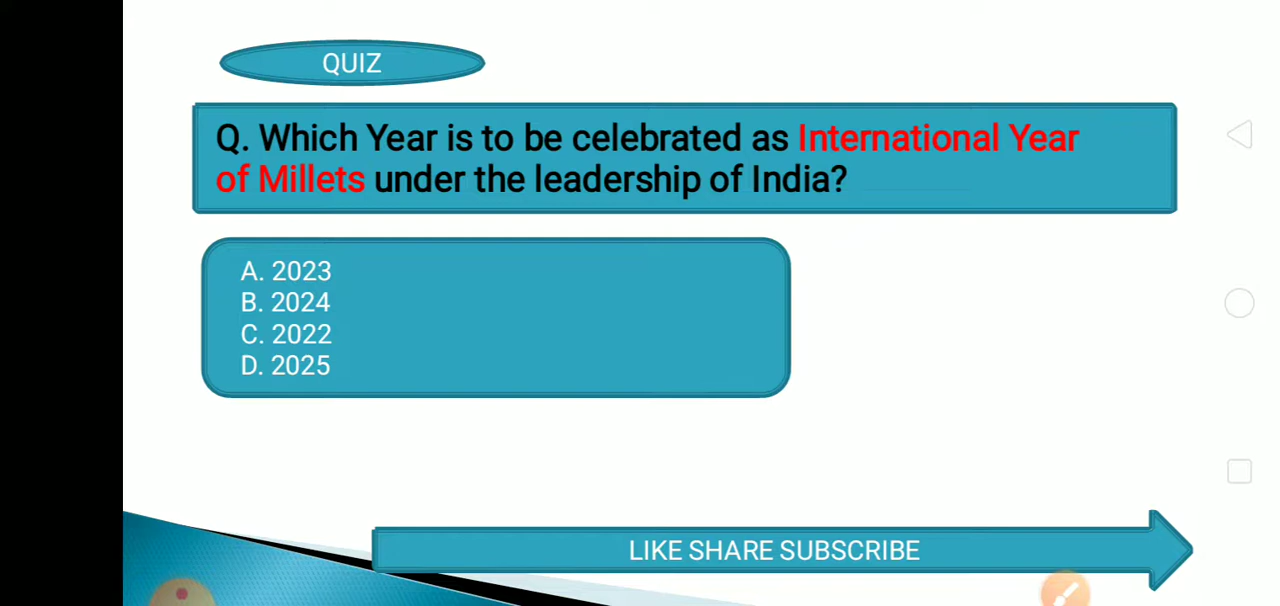 QUIZ
Q. Which Year is to be celebrated as International Year
of Millets under the leadership of India?
A. 2023
B. 2024
C. 2022
D. 2025
LIKE SHARE SUBSCRIBE